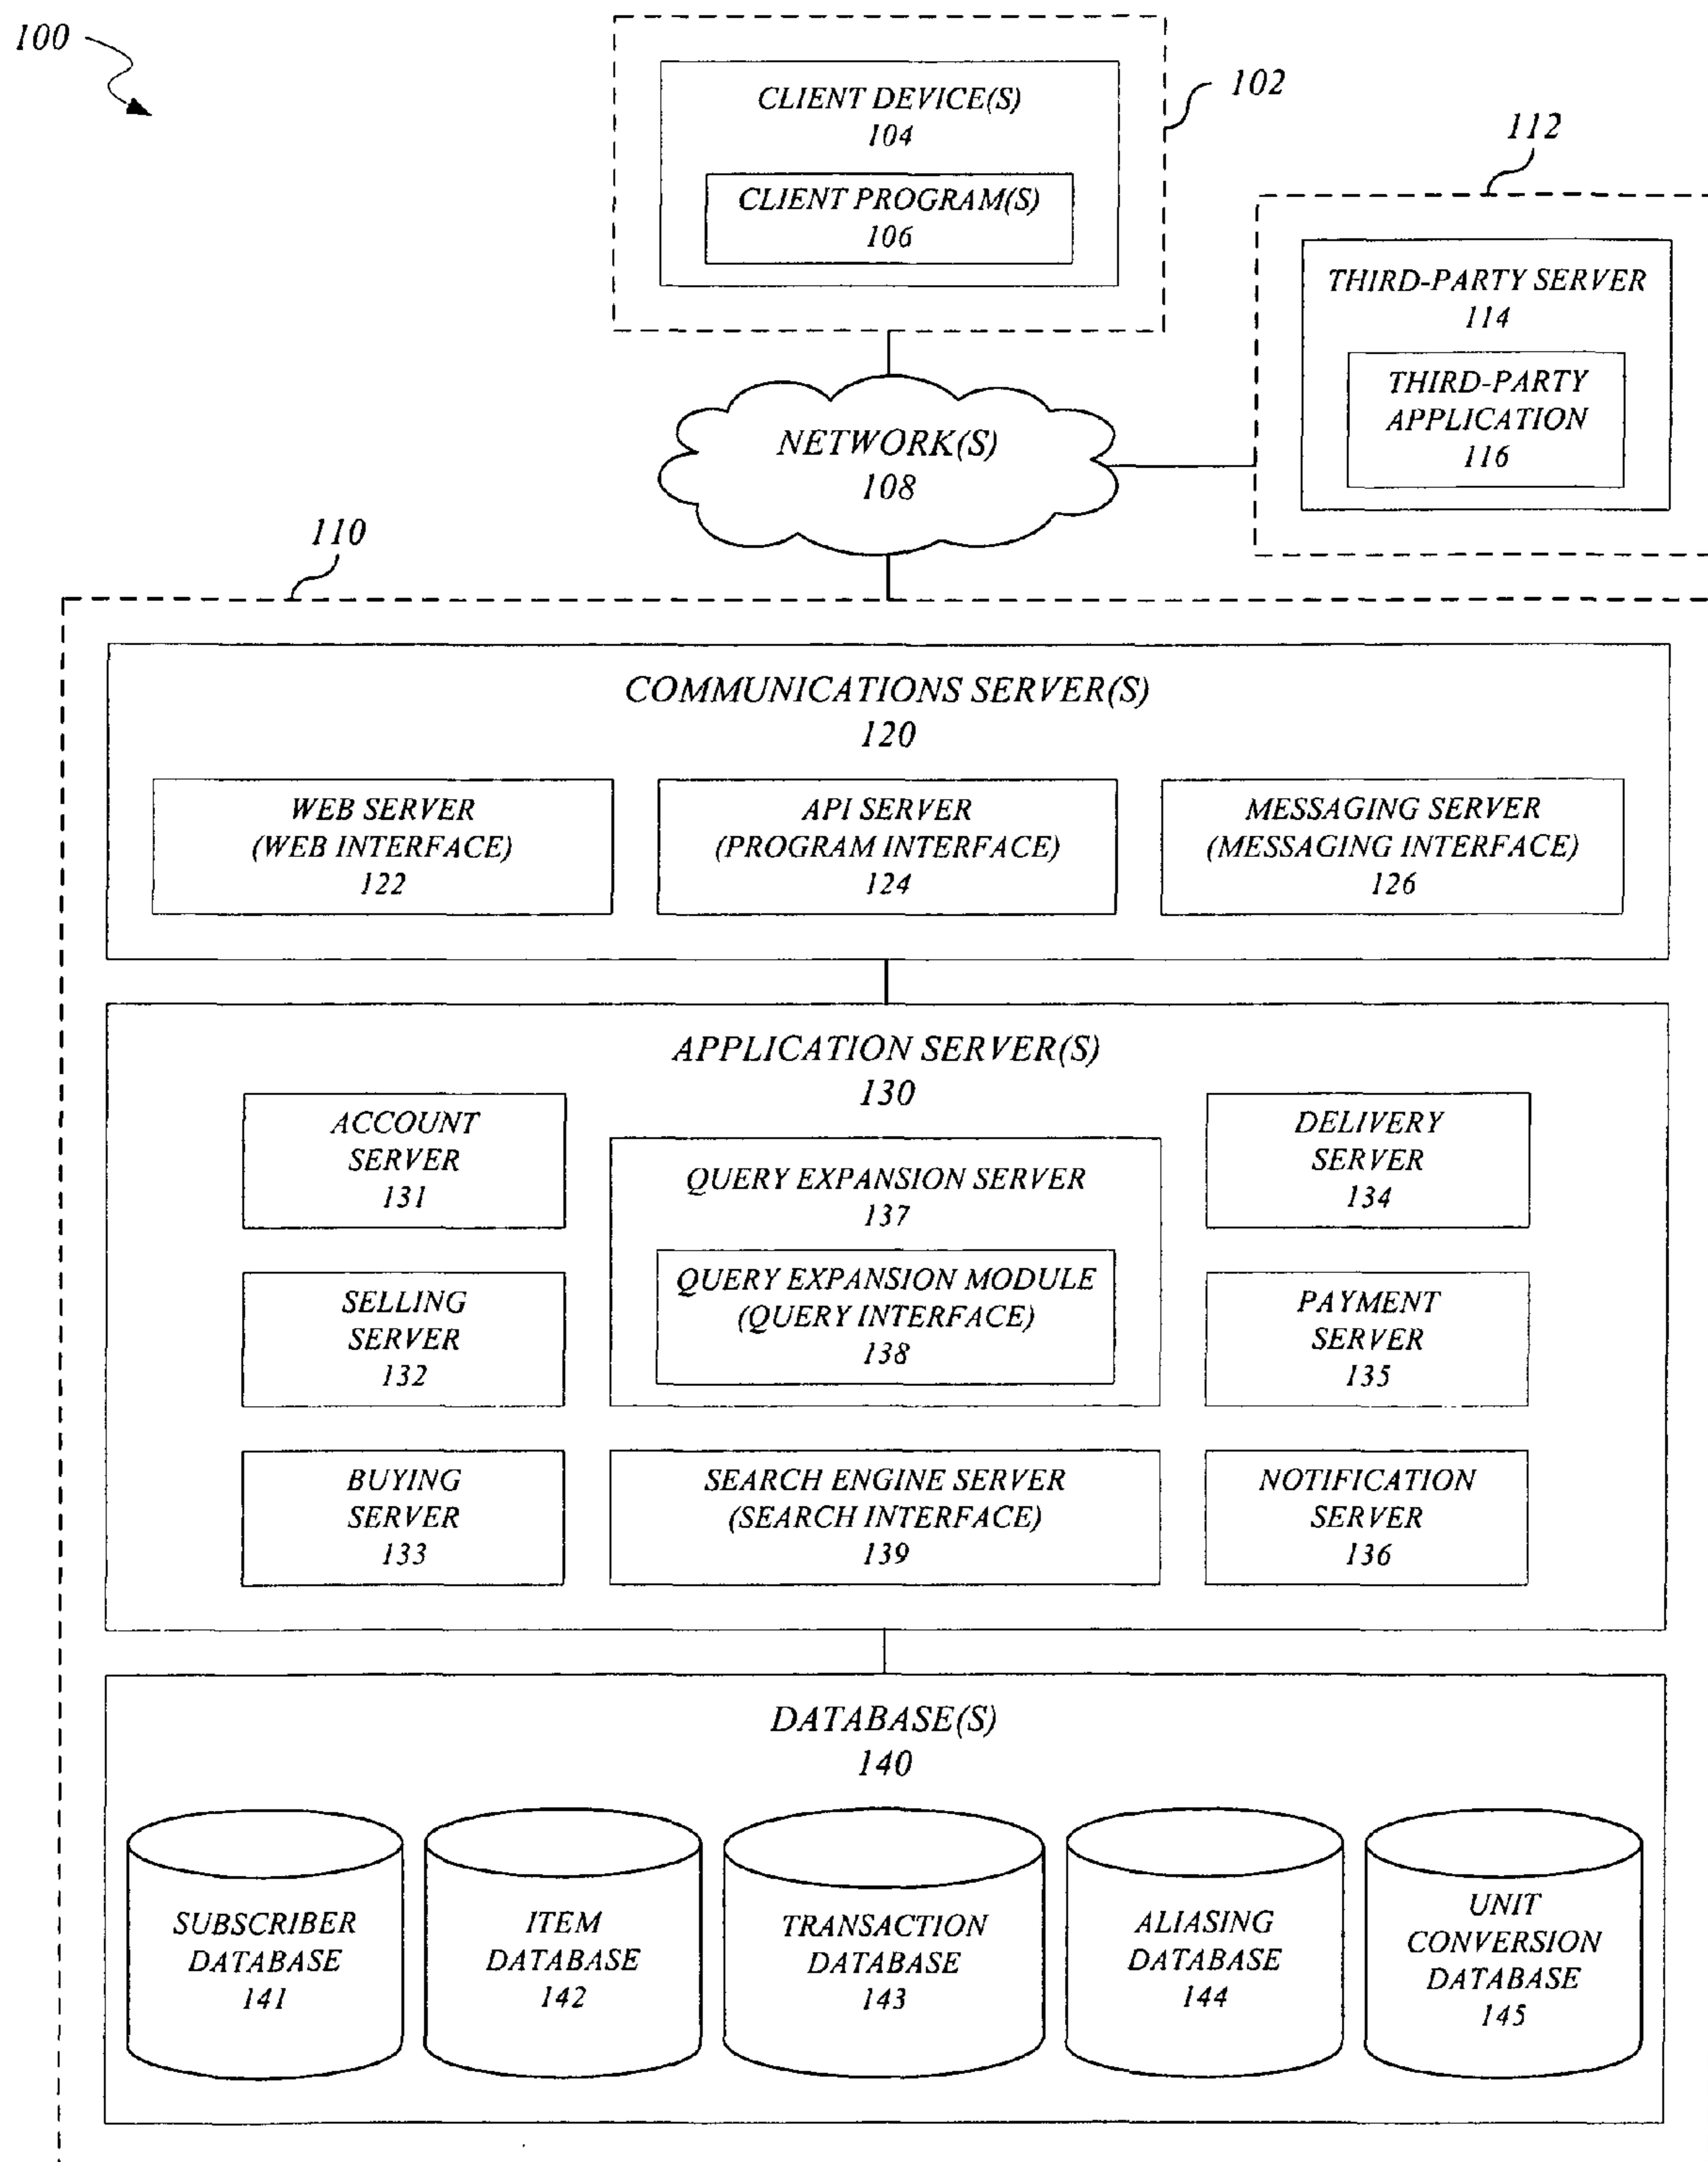 100
102
CLIENT DEVICE(S)
104
CLIENT PROGRAM(S)
106
112
THIRD-PARTY SERVER
114
THIRD-PARTY
APPLICATION
116
NETWORK(S)
108
110
COMMUNICATIONS SERVER(S)
120
WEB SERVER
(WEB INTERFACE)
122
API SERVER
(PROGRAM INTERFACE)
124
MESSAGING SERVER
(MESSAGING INTERFACE)
126
APPLICATION SERVER(S)
130
ACCOUNT
SERVER
131
QUERY EXPANSION SERVER
137
DELIVERY
SERVER
134
SELLING
SERVER
132
QUERY EXPANSION MODULE
(QUERY INTERFACE)
138
PAYMENT
SERVER
135
BUYING
SERVER
133
SEARCH ENGINE SERVER
(SEARCH INTERFACE)
139
NOTIFICATION
SERVER
136
DATABASE(S)
140
SUBSCRIBER
DATABASE
141
ITEM
DATABASE
142
TRANSACTION
DATABASE
143
ALIASING
DATABASE
144
UNIT
CONVERSION
DATABASE
145